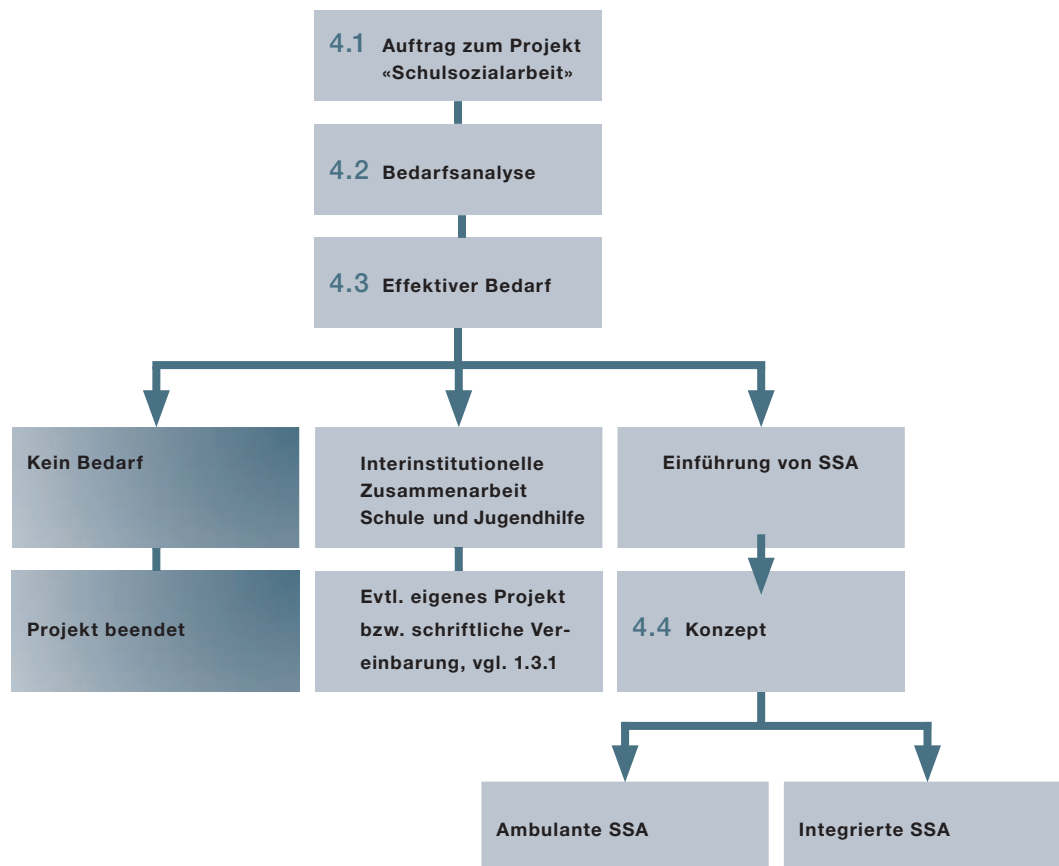 4.1 Auftrag zum Projekt
«Schulsozialarbeit»
4.2 Bedarfsanalyse
4.3 Effektiver Bedarf
Kein Bedarf
Interinstitutionelle
Zusammenarbeit
Schule und Jugendhilfe
Einführung von SSA
Projekt beendet
Evtl. eigenes Projekt
bzw. schriftliche Ver-
einbarung, vgl. 1.3.1
4.4 Konzept
Ambulante SSA
Integrierte SSA